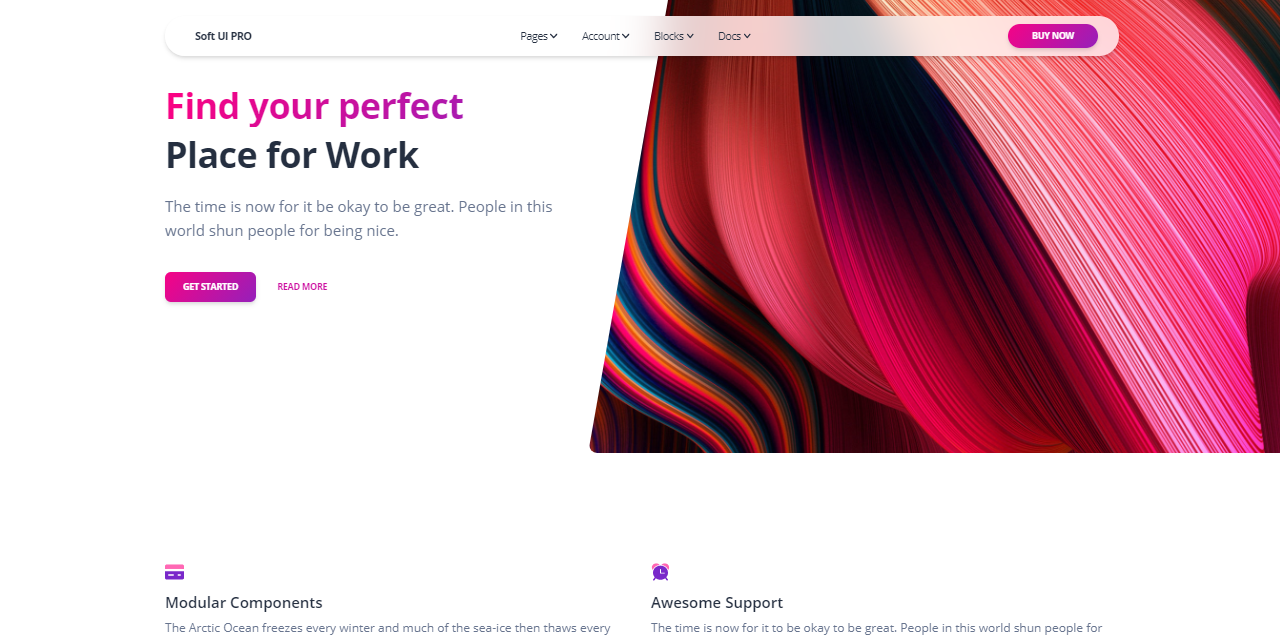 Soft UI PRO
Pages
Account
Blocks
Docs
BUY NOW
Find your perfect
Place for Work
The time is now for it be okay to be great. People in this
world shun people for being nice.
GET STARTED
READ MORE
Modular Components
The Arctic Ocean freezes every winter and much of the sea-ice then thaws every
Awesome Support
The time is now for it to be okay to be great. People in this world shun people for